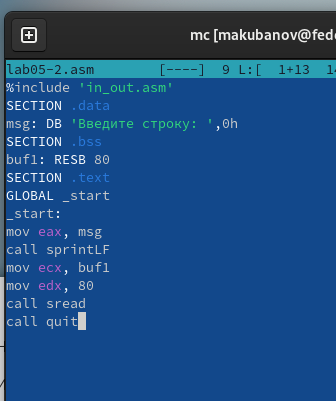 mc [makubanov@fed
lab05-2.asm [----] 9 L:[ 1+13 14
%include 'in_out.asm'
SECTION .data
msg: DB 'Введите строку: ',0h
SECTION .bss
buf1: RESB 80
SECTION .text
GLOBAL _start
_start:
mov eax, msg
call sprintLF
mov ecx, buf1
mov edx, 80
call sread
call quit